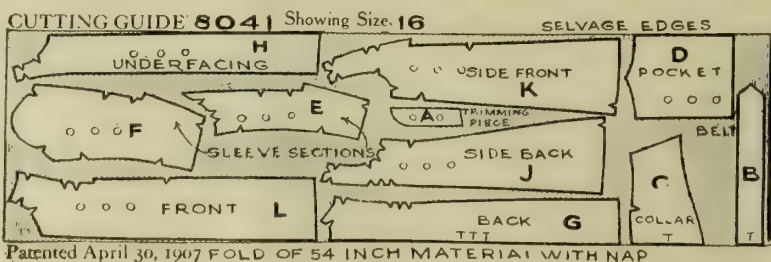 CUTTING GUIDE 8041 Showing Size 16
SELVAGE EDGES
H
UNDERFACING
SIDE FRONT
K
D
POCKET
F
E
SLEEVE SECTIONS
A
TRIMMING
PIECE
BELT
B
SIDE BACK
J
FRONT L
BACK G
TTT
C
COLLAR
T
T
Patented April 30, 1907 FOLD OF 54 INCH MATERIAL WITH NAP